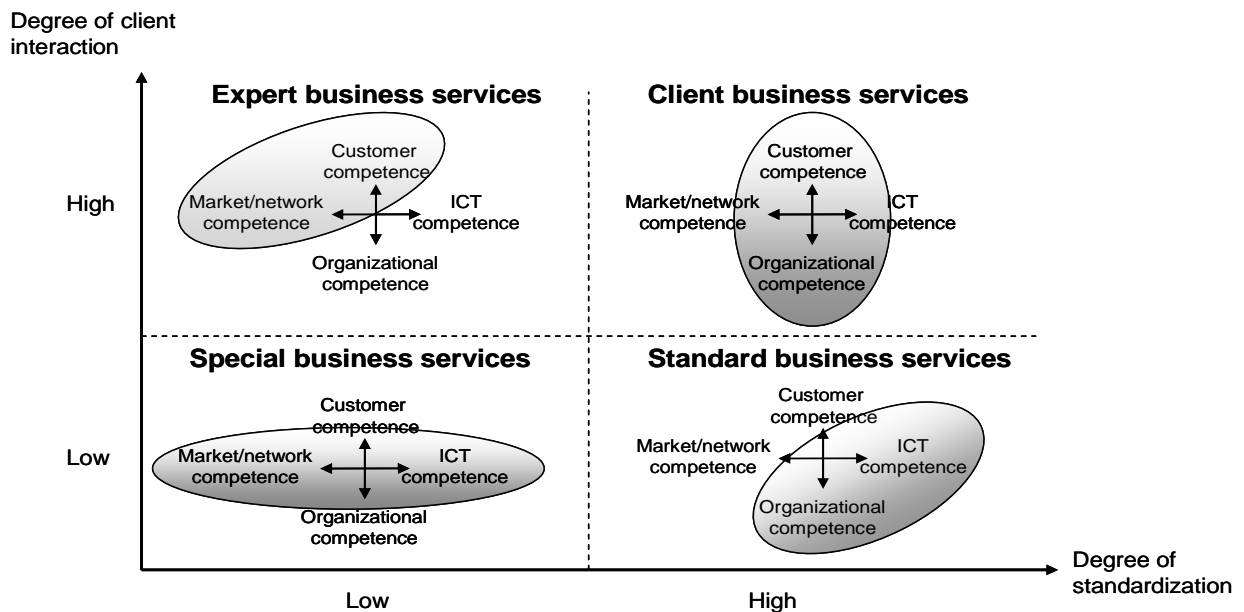 Degree of client
interaction
Expert business services
Client business services
Customer
competence
Market/network
competence
ICT
competence
Organizational
competence
Customer
competence
Market/network
competence
ICT
competence
Organizational
competence
High
Special business services
Standard business services
Customer
competence
Market/network
competence
ICT
competence
Organizational
competence
Customer
competence
Market/network
competence
ICT
competence
Organizational
competence
Low
Degree of
standardization
Low
High